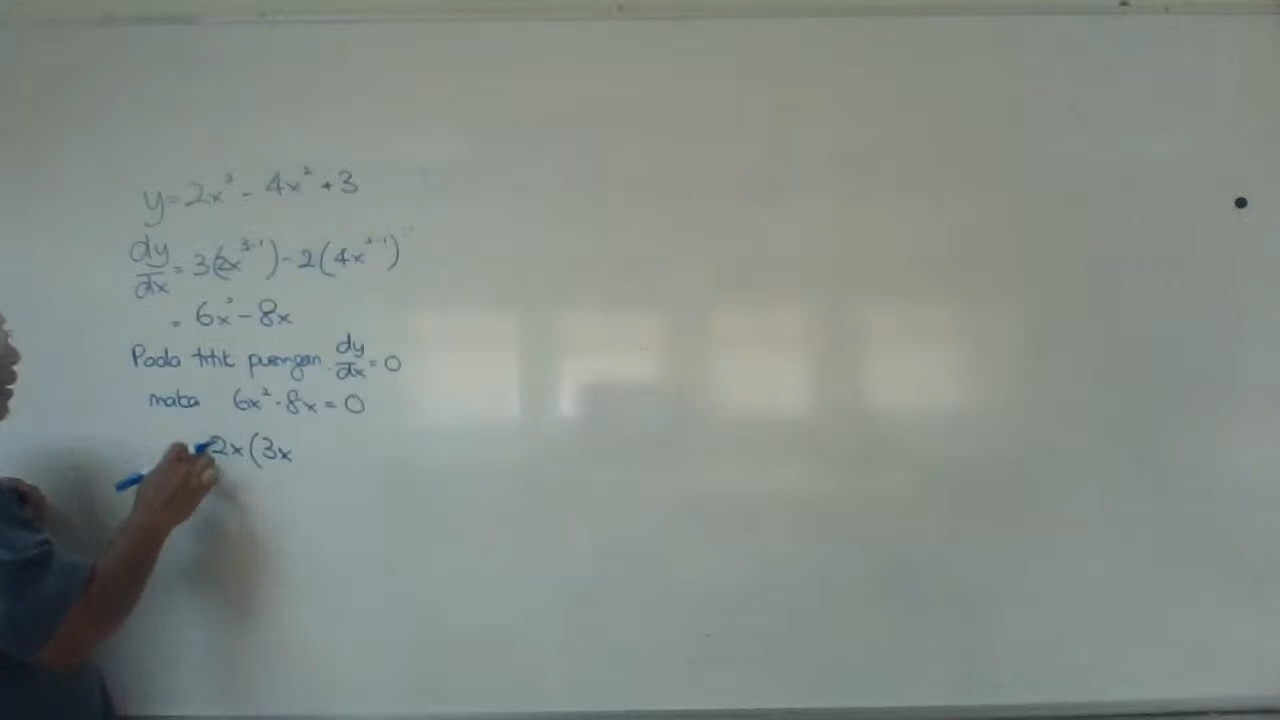 y = 2x³ - 4x² + 3
dy/dx = 3(2x³⁻¹) - 2(4x²⁻¹)
= 6x² - 8x
Pada titik pusingan dy/dx = 0
maka 6x² - 8x = 0
2x(3x